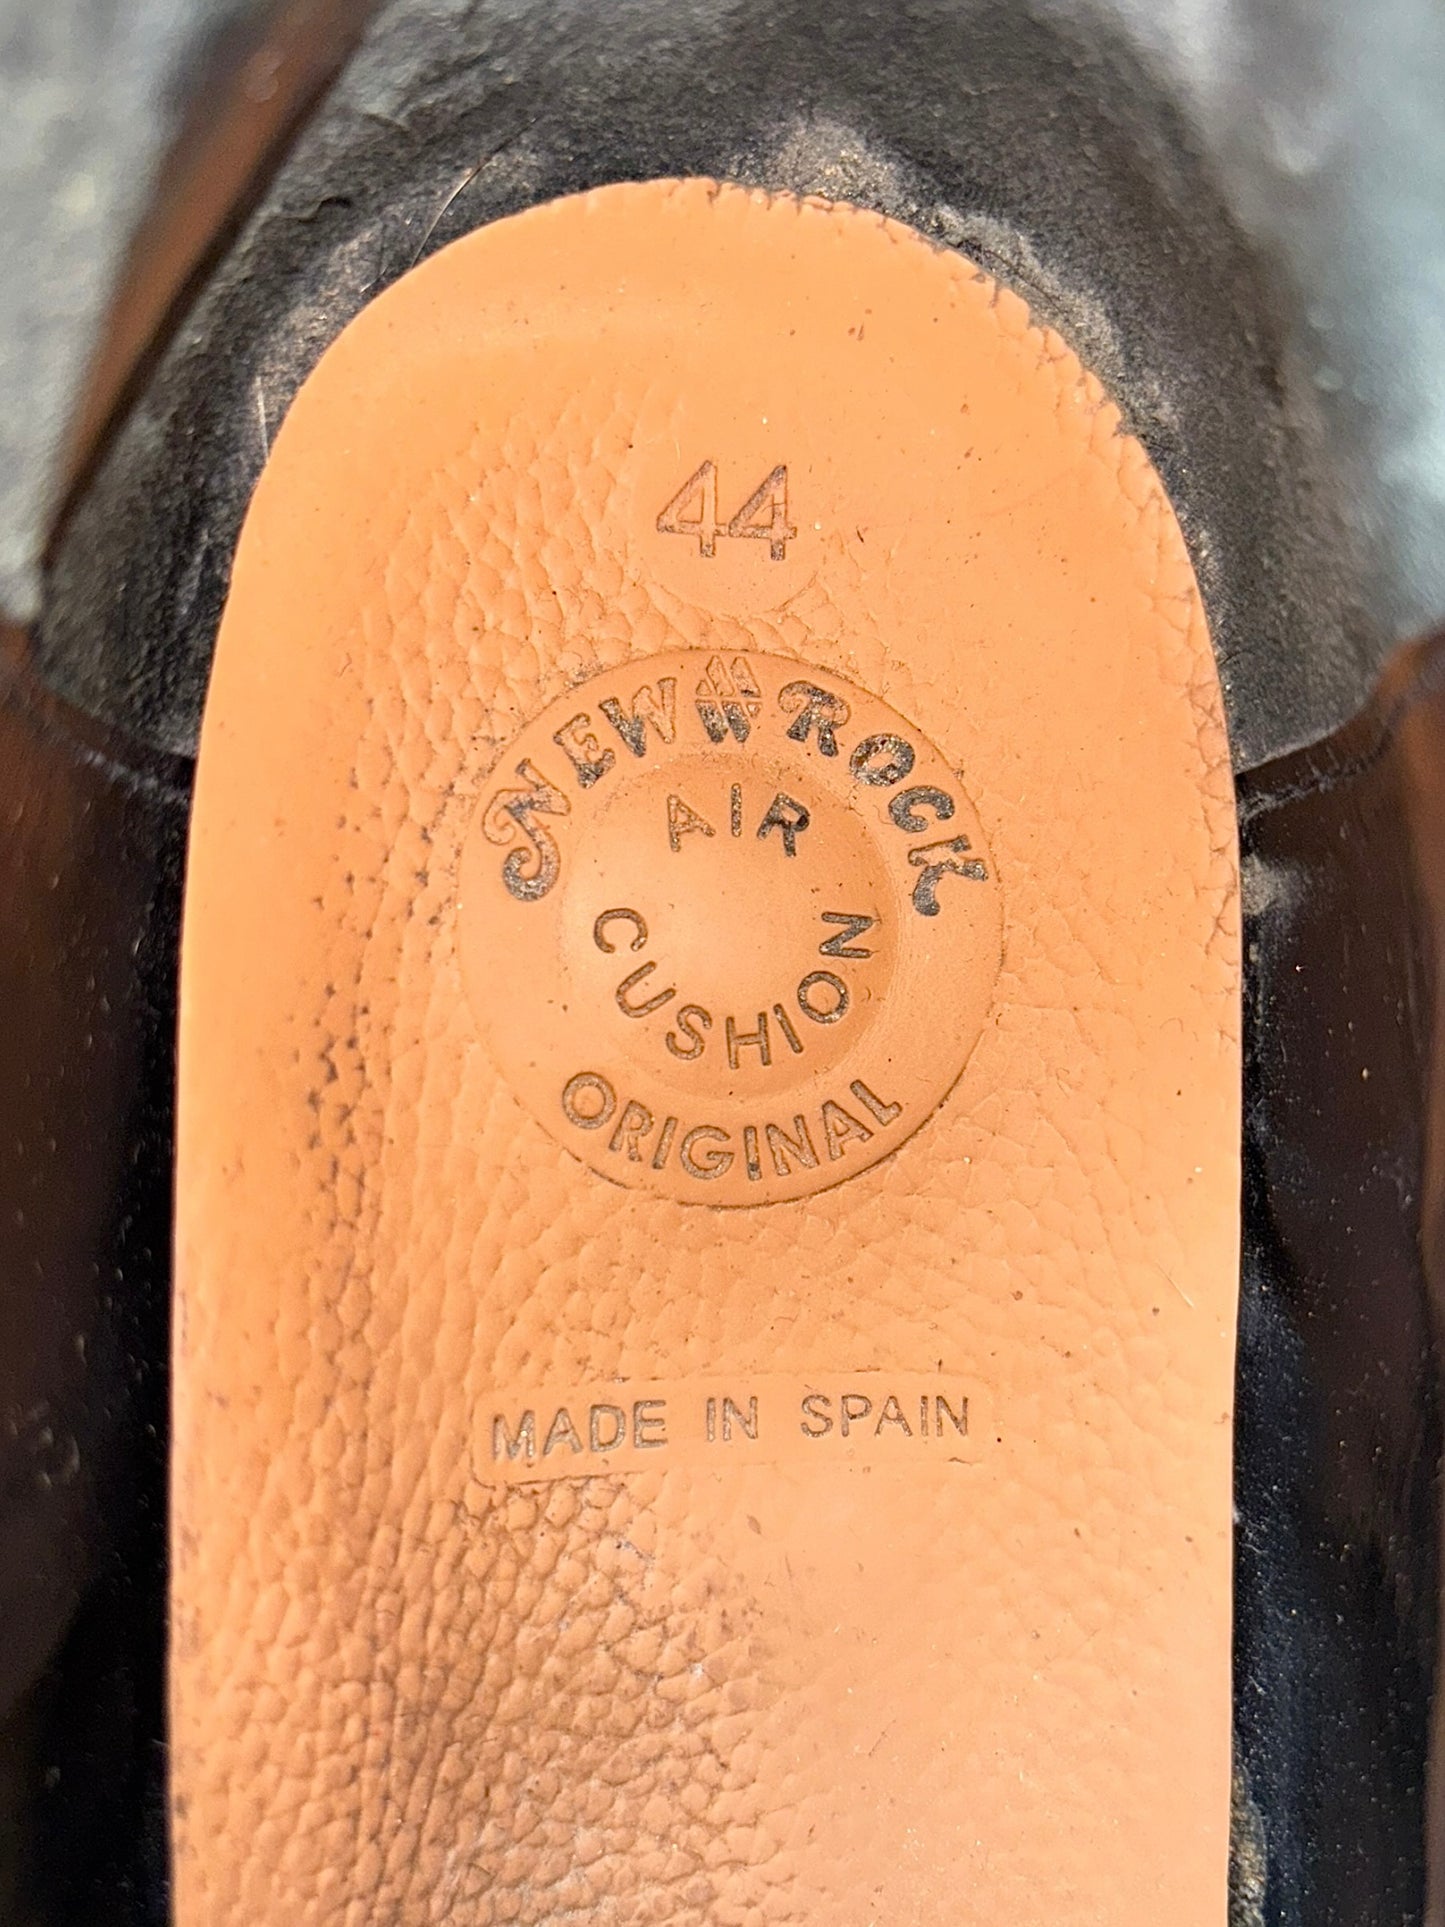 44
NEW ROCK
AIR
CUSHION
ORIGINAL
MADE IN SPAIN